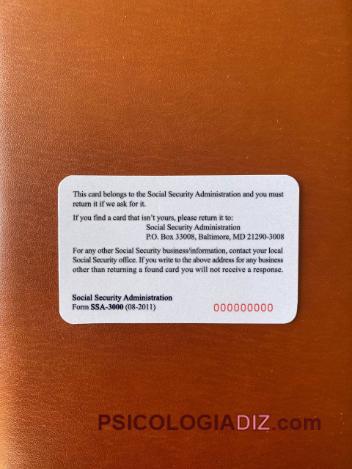 This card belongs to the Social Security Administration and you must
return it if we ask for it.
If you find a card that isn't yours, please return it to:
Social Security Administration
P.O. Box 33008, Baltimore, MD 21290-3008
For any other Social Security business/information, contact your local
Social Security office. If you write to the above address for any business
other than returning a found card you will not receive a response.
Social Security Administration
Form SSA-3000 (08-2011) 000000000
PSICOLOGIADIZ.com